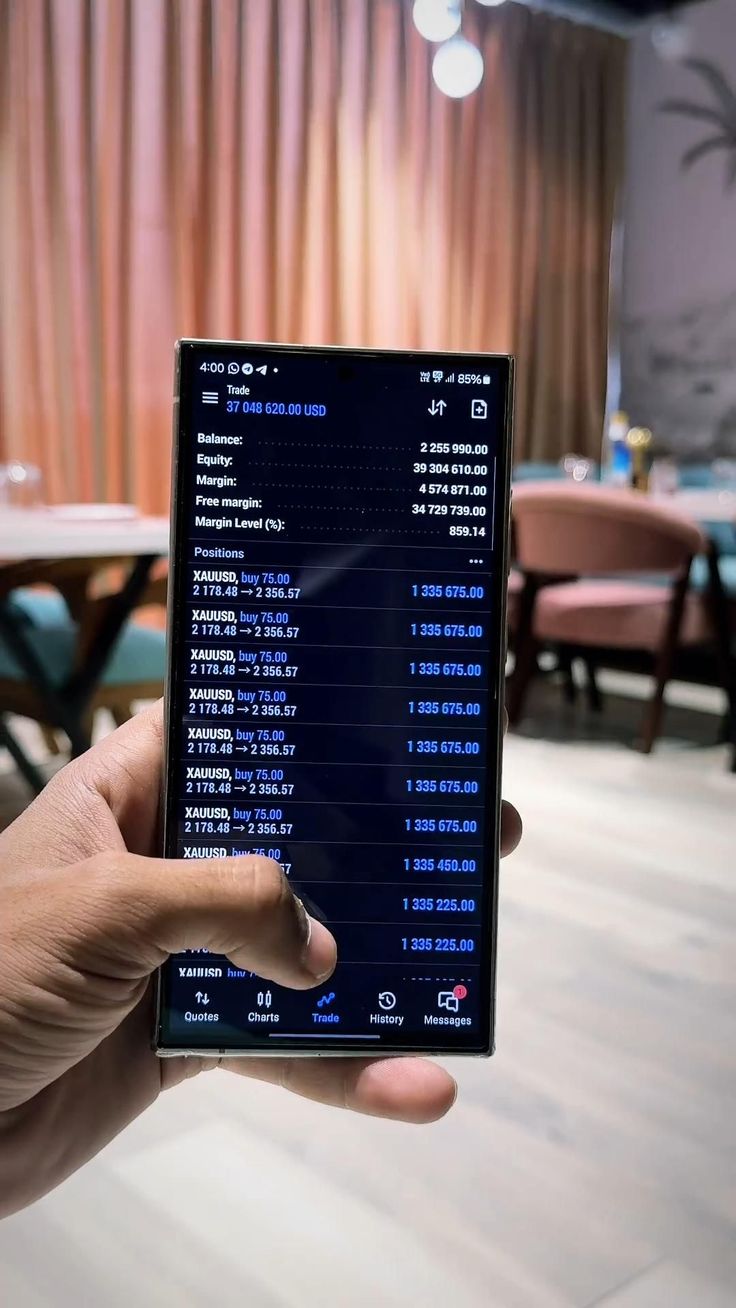 4:00 85%
Trade
37 048 620.00 USD
Balance: 2 255 990.00
Equity: 39 304 610.00
Margin: 4 574 871.00
Free margin: 34 729 739.00
Margin Level (%): 859.14
Positions
XAUUSD, buy 75.00
2 178.48 → 2 356.57 1 335 675.00
XAUUSD, buy 75.00
2 178.48 → 2 356.57 1 335 675.00
XAUUSD, buy 75.00
2 178.48 → 2 356.57 1 335 675.00
XAUUSD, buy 75.00
2 178.48 → 2 356.57 1 335 675.00
XAUUSD, buy 75.00
2 178.48 → 2 356.57 1 335 675.00
XAUUSD, buy 75.00
2 178.48 → 2 356.57 1 335 675.00
XAUUSD, buy 75.00
2 178.48 → 2 356.57 1 335 675.00
XAUUSD, buy 75.00
1 335 450.00
1 335 225.00
1 335 225.00
XAUUSD, buy
Quotes Charts Trade History Messages 1